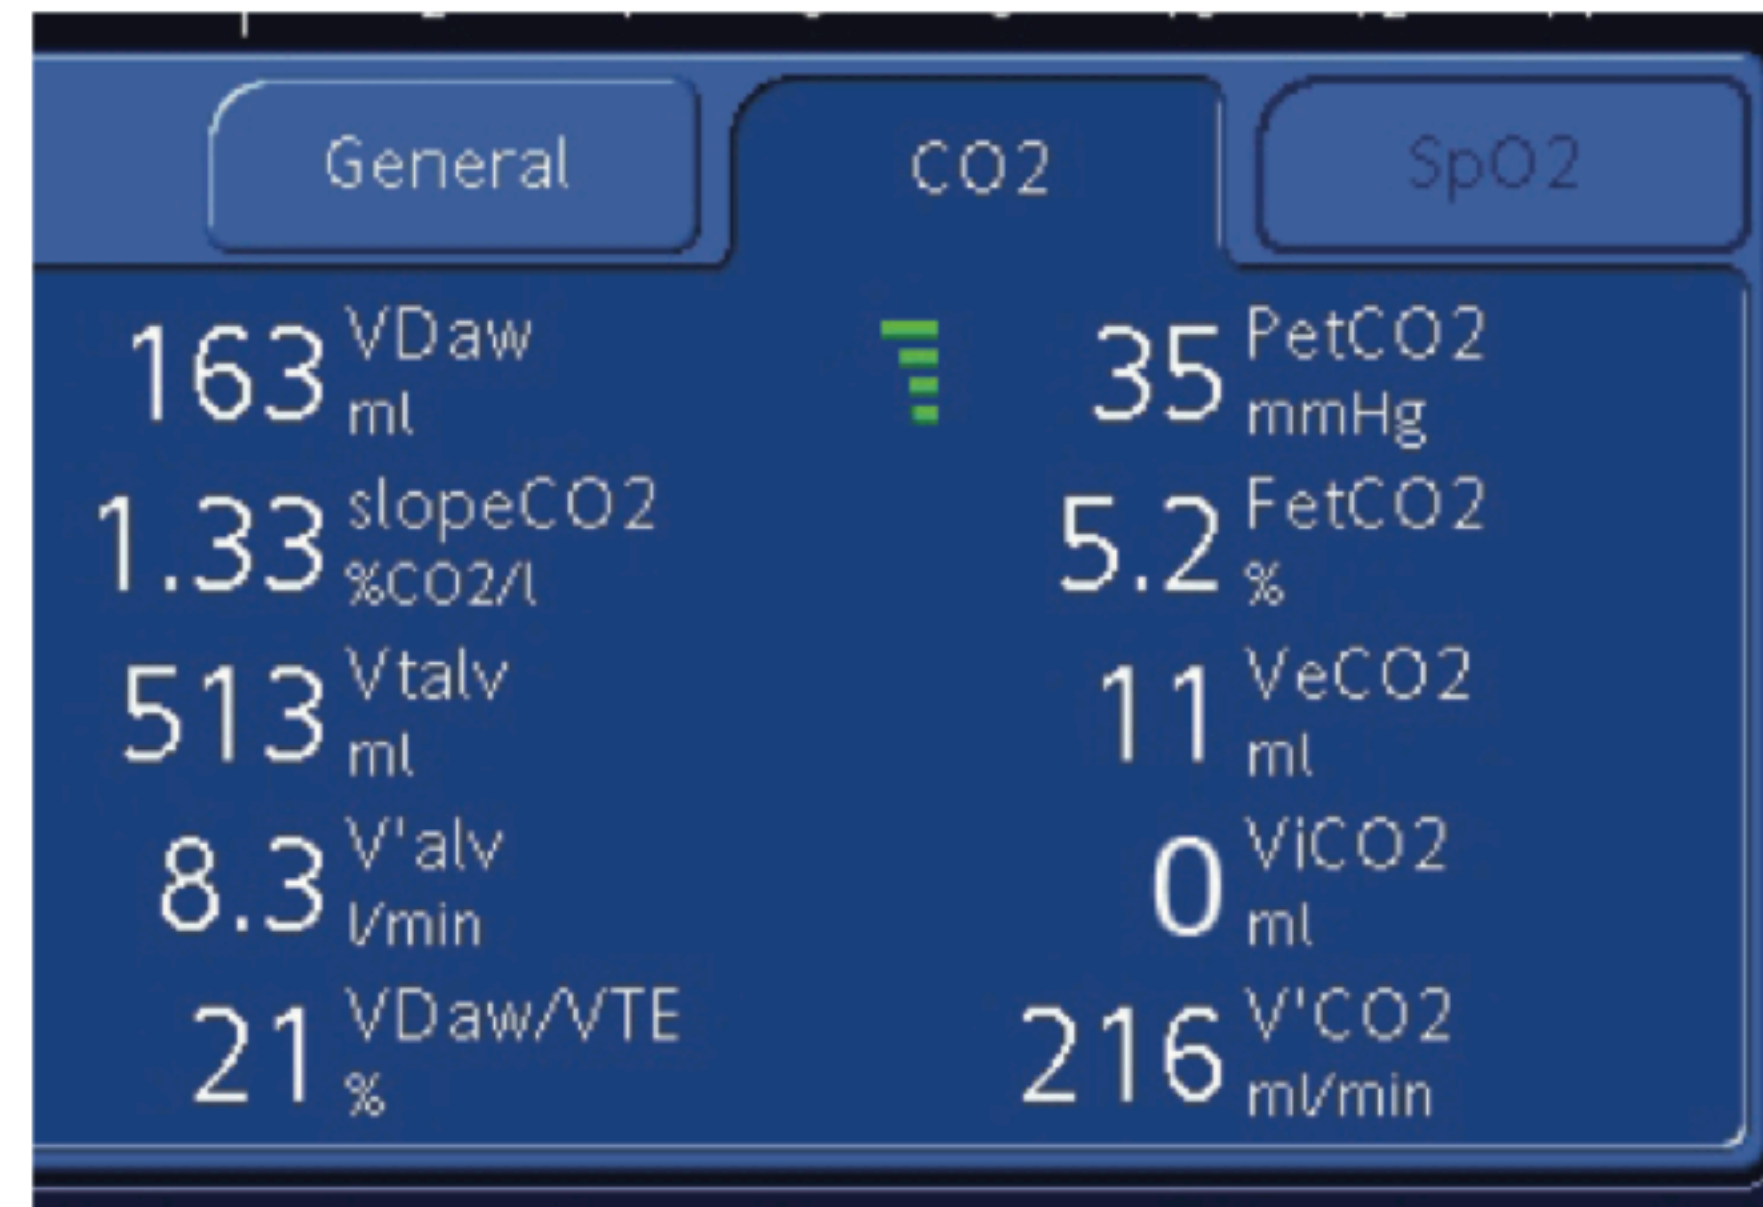 General
CO2
SpO2
163 VDaw ml
35 PetCO2 mmHg
1.33 slopeCO2 %CO2/l
5.2 FetCO2 %
513 Vtalv ml
11 VeCO2 ml
8.3 V'alv l/min
0 ViCO2 ml
21 VDaw/VTE %
216 V'CO2 ml/min